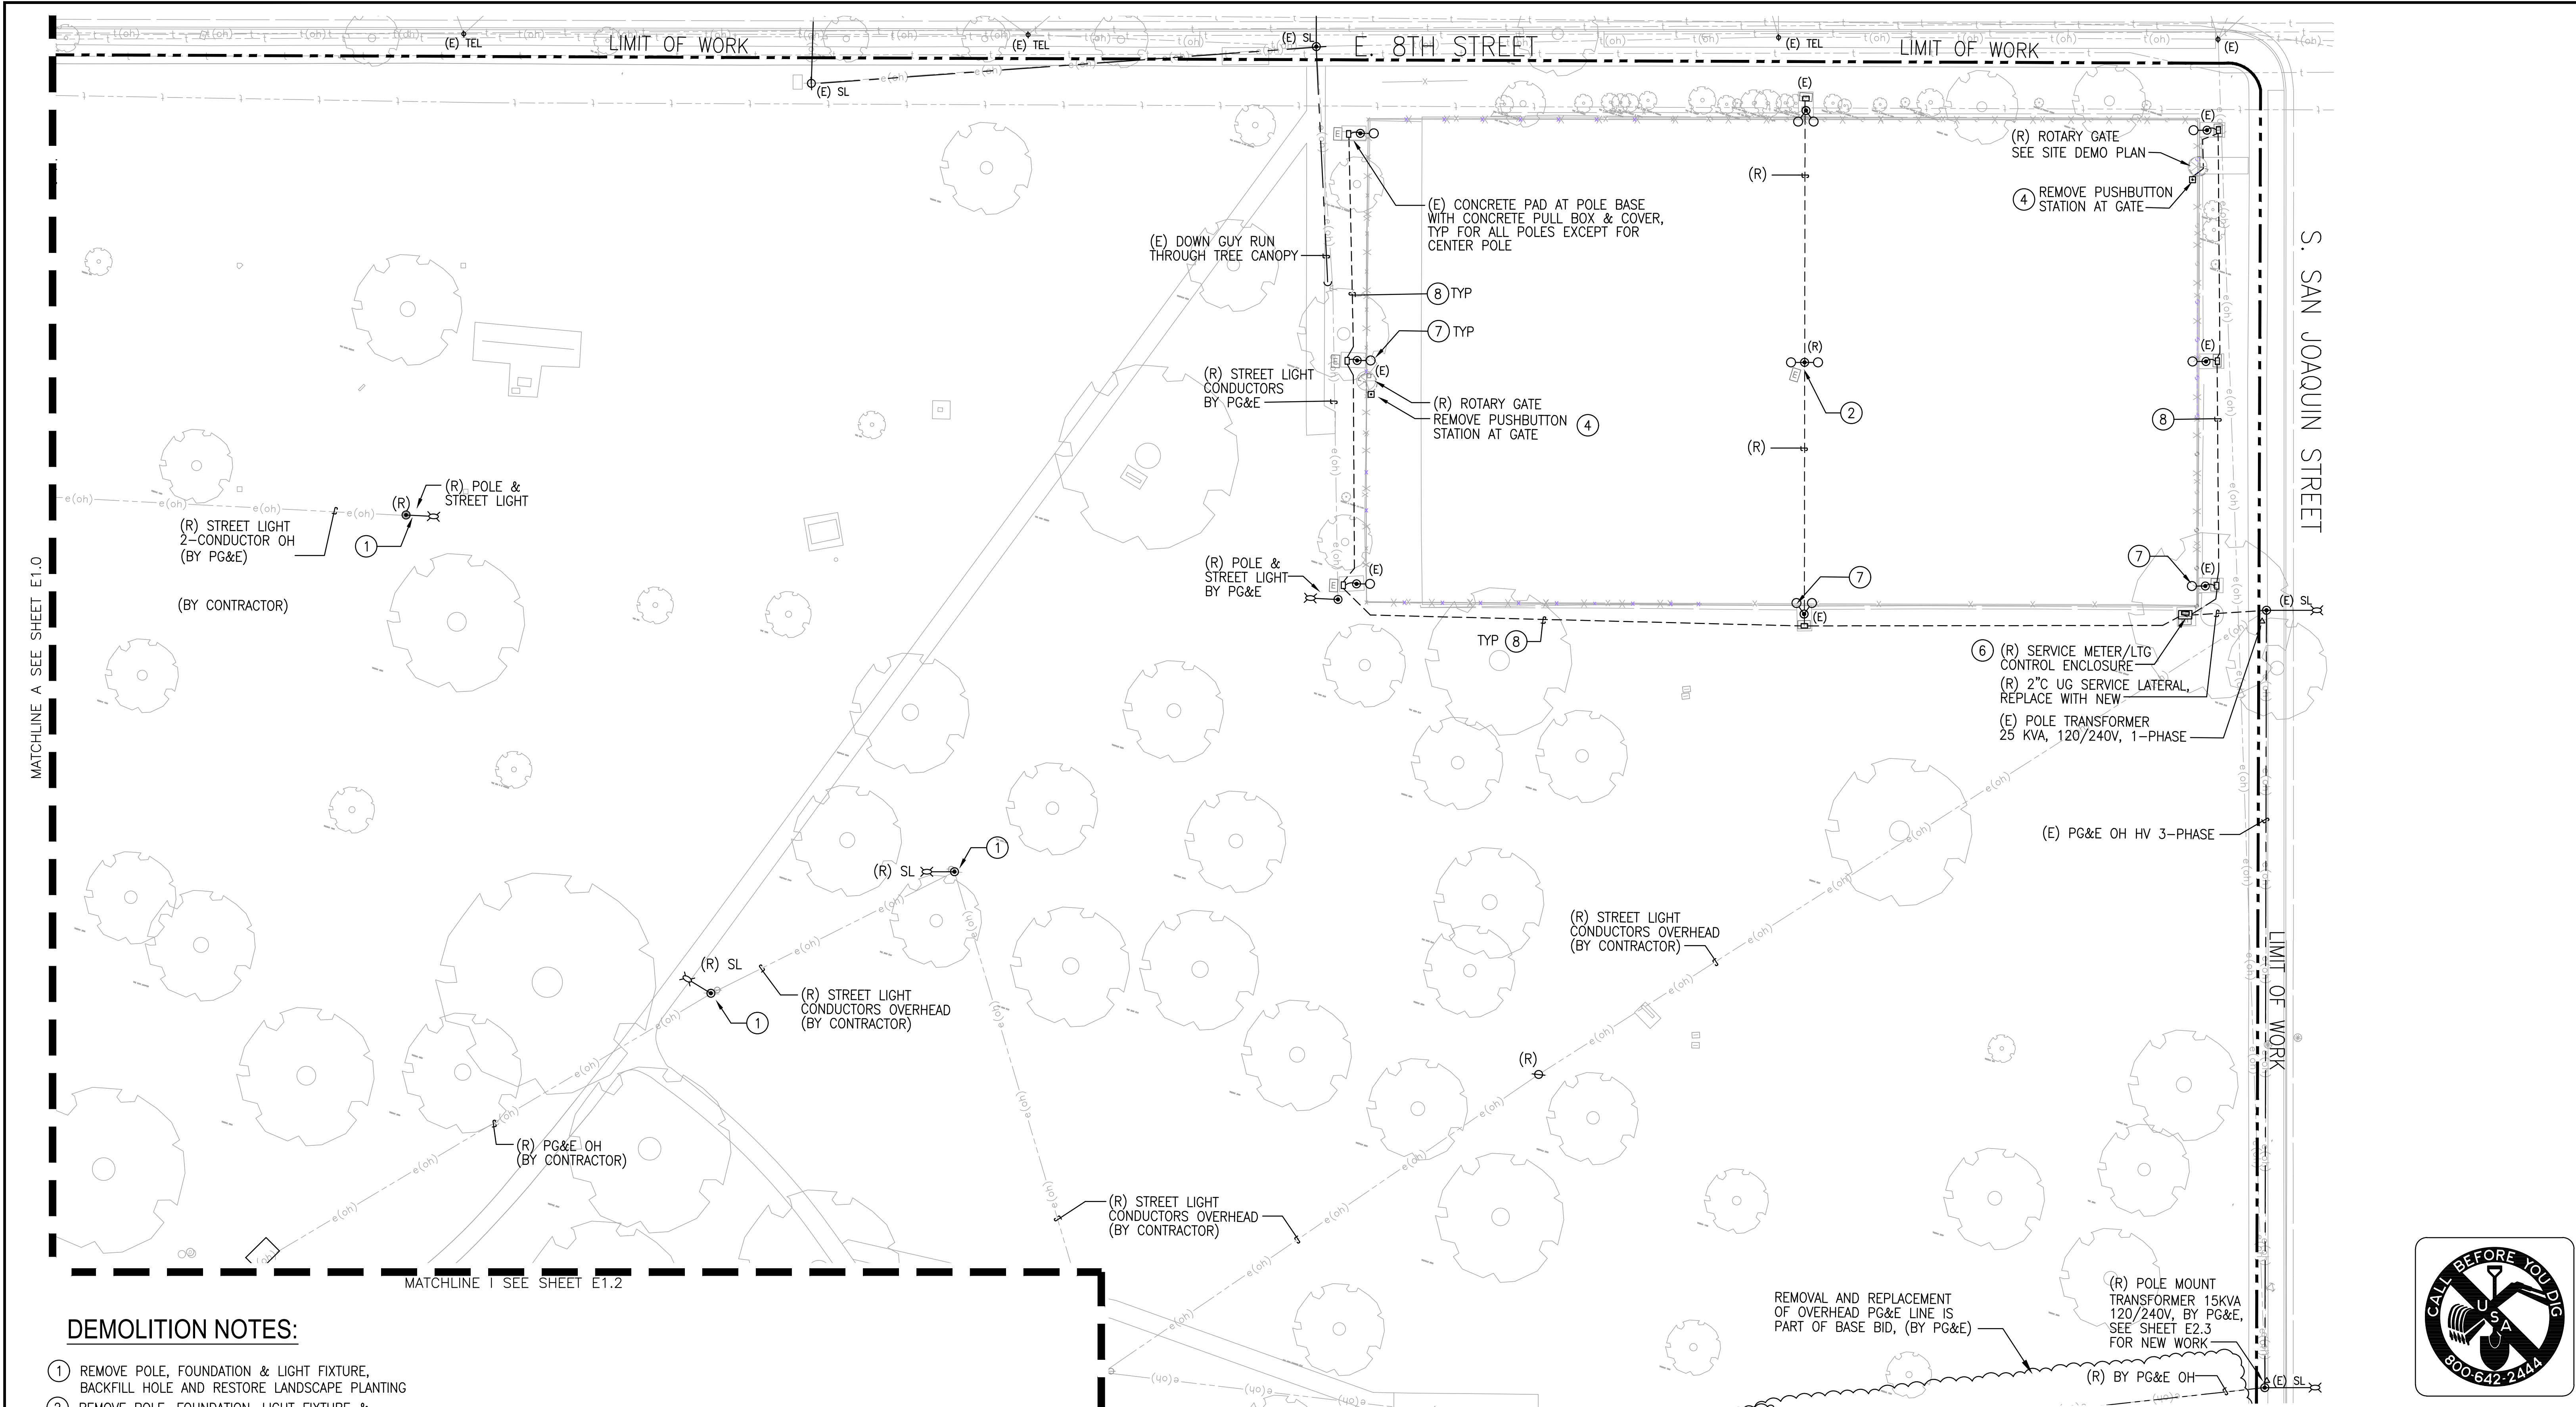 LIMIT OF WORK
E. 8TH STREET
LIMIT OF WORK
(E) TEL
(E) TEL
(E) SL
(E) TEL
(E)
(E) SL
(E)
(E)
(R) ROTARY GATE
SEE SITE DEMO PLAN
4 REMOVE PUSHBUTTON
STATION AT GATE
(R)
(E) CONCRETE PAD AT POLE BASE
WITH CONCRETE PULL BOX & COVER,
TYP FOR ALL POLES EXCEPT FOR
CENTER POLE
(E) DOWN GUY RUN
THROUGH TREE CANOPY
8 TYP
7 TYP
S. SAN JOAQUIN STREET
(R)
(E)
(E)
(R) STREET LIGHT
CONDUCTORS
BY PG&E
(R) ROTARY GATE
REMOVE PUSHBUTTON 4
STATION AT GATE
2
8
(R)
(R) POLE &
STREET LIGHT
(R)
(R) STREET LIGHT
2-CONDUCTOR OH
(BY PG&E)
1
(BY CONTRACTOR)
MATCHLINE A SEE SHEET E1.0
(R) POLE &
STREET LIGHT
BY PG&E
(E)
7
7
(E)
(E)
(E) SL
TYP 8
6 (R) SERVICE METER/LTG
CONTROL ENCLOSURE
(R) 2"C UG SERVICE LATERAL,
REPLACE WITH NEW
(E) POLE TRANSFORMER
25 KVA, 120/240V, 1-PHASE
(E) PG&E OH HV 3-PHASE
1
(R) SL
(R) SL
(R) STREET LIGHT
CONDUCTORS OVERHEAD
(BY CONTRACTOR)
1
(R) STREET LIGHT
CONDUCTORS OVERHEAD
(BY CONTRACTOR)
LIMIT OF WORK
(R)
(R) PG&E OH
(BY CONTRACTOR)
(R) STREET LIGHT
CONDUCTORS OVERHEAD
(BY CONTRACTOR)
MATCHLINE I SEE SHEET E1.2
REMOVAL AND REPLACEMENT
OF OVERHEAD PG&E LINE IS
PART OF BASE BID, (BY PG&E)
(R) POLE MOUNT
TRANSFORMER 15KVA
120/240V, BY PG&E,
SEE SHEET E2.3
FOR NEW WORK
(R) BY PG&E OH
(E) SL
CALL BEFORE YOU DIG
USA
800-642-2444
DEMOLITION NOTES:
1 REMOVE POLE, FOUNDATION & LIGHT FIXTURE,
BACKFILL HOLE AND RESTORE LANDSCAPE PLANTING